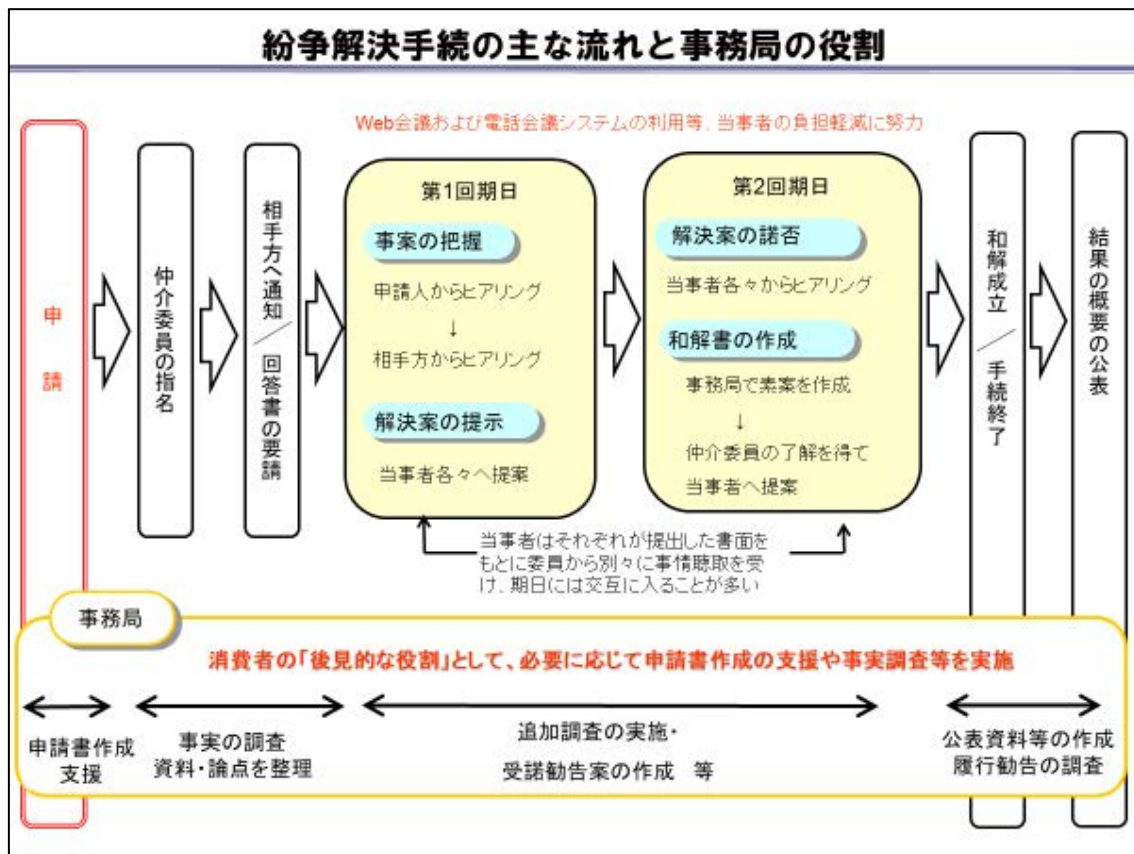 紛争解決手続の主な流れと事務局の役割
Web会議および電話会議システムの利用等、当事者の負担軽減に努力
申請
仲介委員の指名
相手方へ通知／回答書の要請
第1回期日
事案の把握
申請人からヒアリング
↓
相手方からヒアリング
解決案の提示
当事者各々へ提案
第2回期日
解決案の諾否
当事者各々からヒアリング
和解書の作成
事務局で素案を作成
↓
仲介委員の了解を得て
当事者へ提案
当事者はそれぞれが提出した書面を
もとに委員から別々に事情聴取を受
け、期日には交互に入ることが多い
和解成立／手続終了
結果の概要の公表
事務局
消費者の「後見的な役割」として、必要に応じて申請書作成の支援や事実調査等を実施
申請書作成
支援
事実の調査
資料・論点を整理
追加調査の実施・
受諾勧告案の作成　等
公表資料等の作成
履行勧告の調査